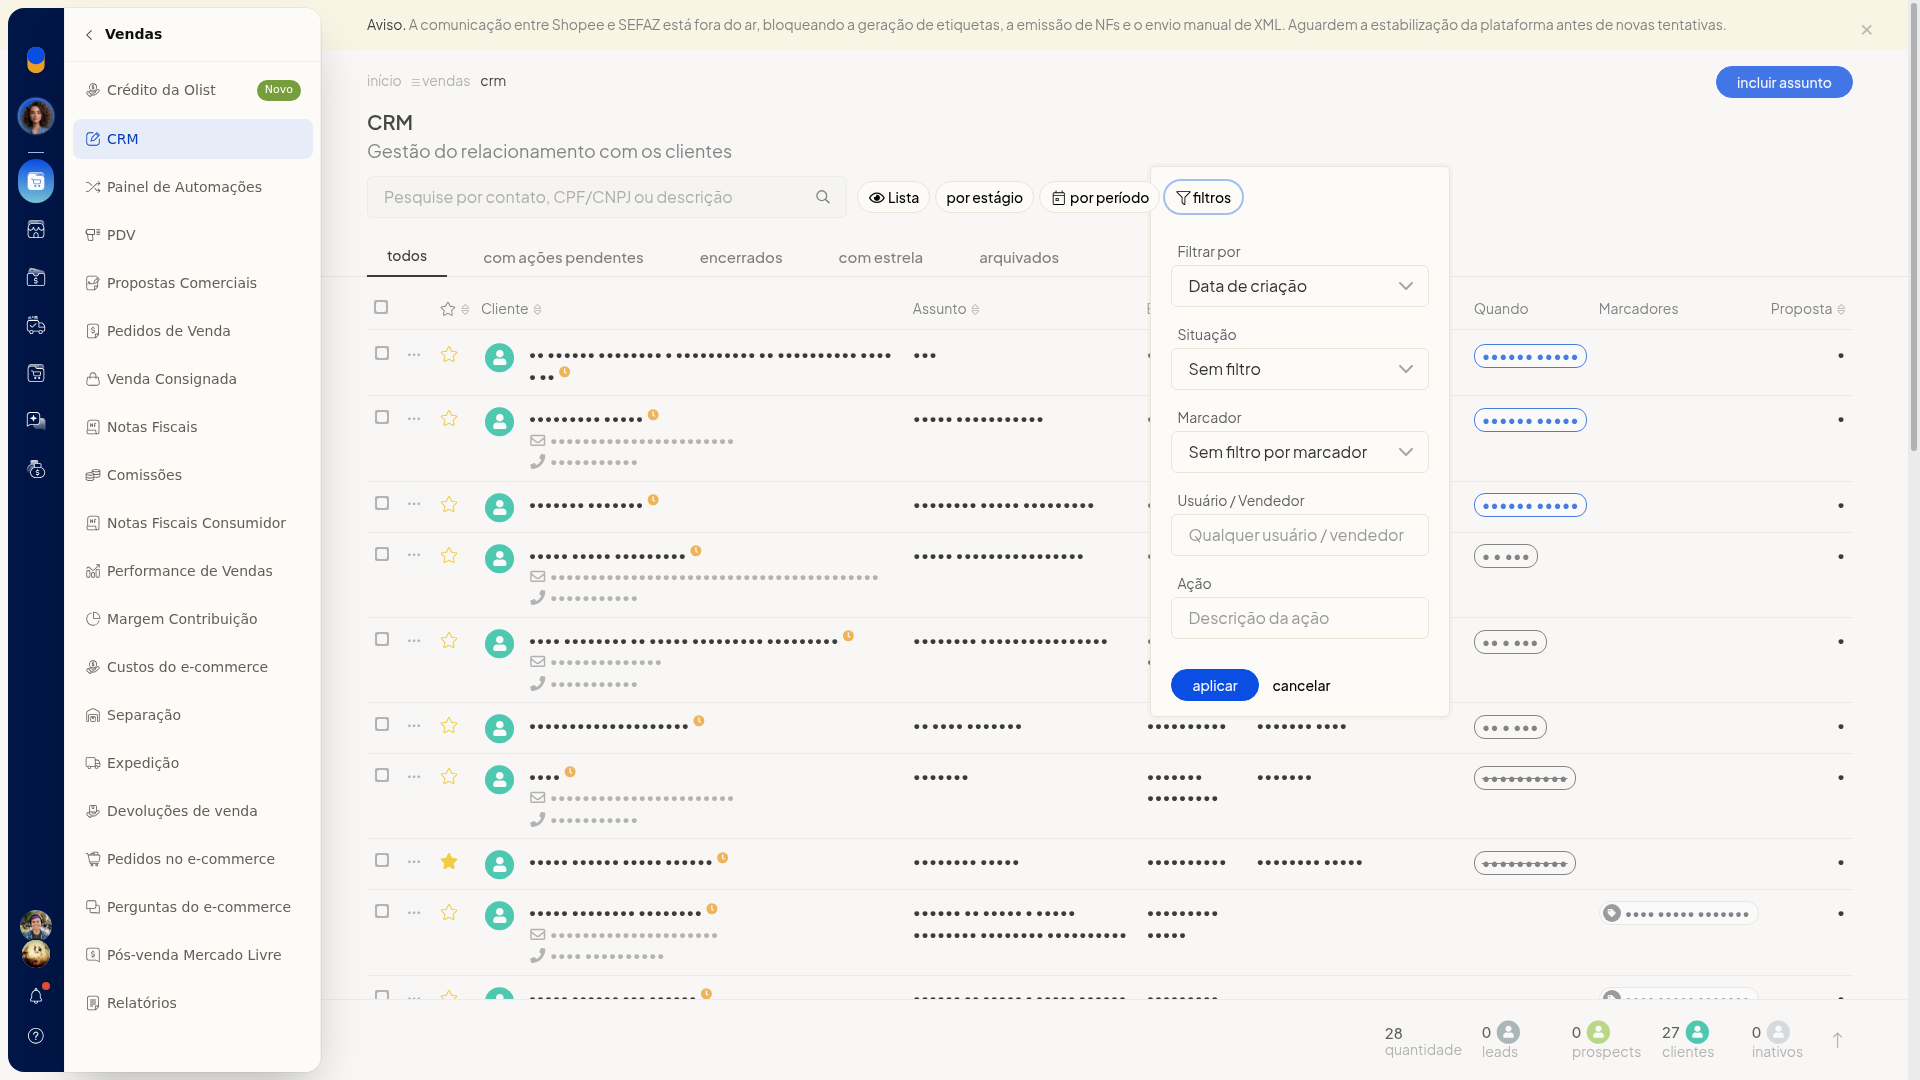 Aviso. A comunicação entre Shopee e SEFAZ está fora do ar, bloqueando a geração de etiquetas, a emissão de NFs e o envio manual de XML. Aguardem a estabilização da plataforma antes de novas tentativas.
Vendas
Crédito da Olist
Novo
CRM
Painel de Automações
PDV
Propostas Comerciais
Pedidos de Venda
Venda Consignada
Notas Fiscais
Comissões
Notas Fiscais Consumidor
Performance de Vendas
Margem Contribuição
Custos do e-commerce
Separação
Expedição
Devoluções de venda
Pedidos no e-commerce
Perguntas do e-commerce
Pós-venda Mercado Livre
Relatórios
início vendas crm
incluir assunto
CRM
Gestão do relacionamento com os clientes
Pesquise por contato, CPF/CNPJ ou descrição
Lista
por estágio
por período
filtros
todos
com ações pendentes
encerrados
com estrela
arquivados
Cliente
Assunto
Quando
Marcadores
Proposta
Filtrar por
Data de criação
Situação
Sem filtro
Marcador
Sem filtro por marcador
Usuário / Vendedor
Qualquer usuário / vendedor
Ação
Descrição da ação
aplicar
cancelar
28
quantidade
0
leads
0
prospects
27
clientes
0
inativos